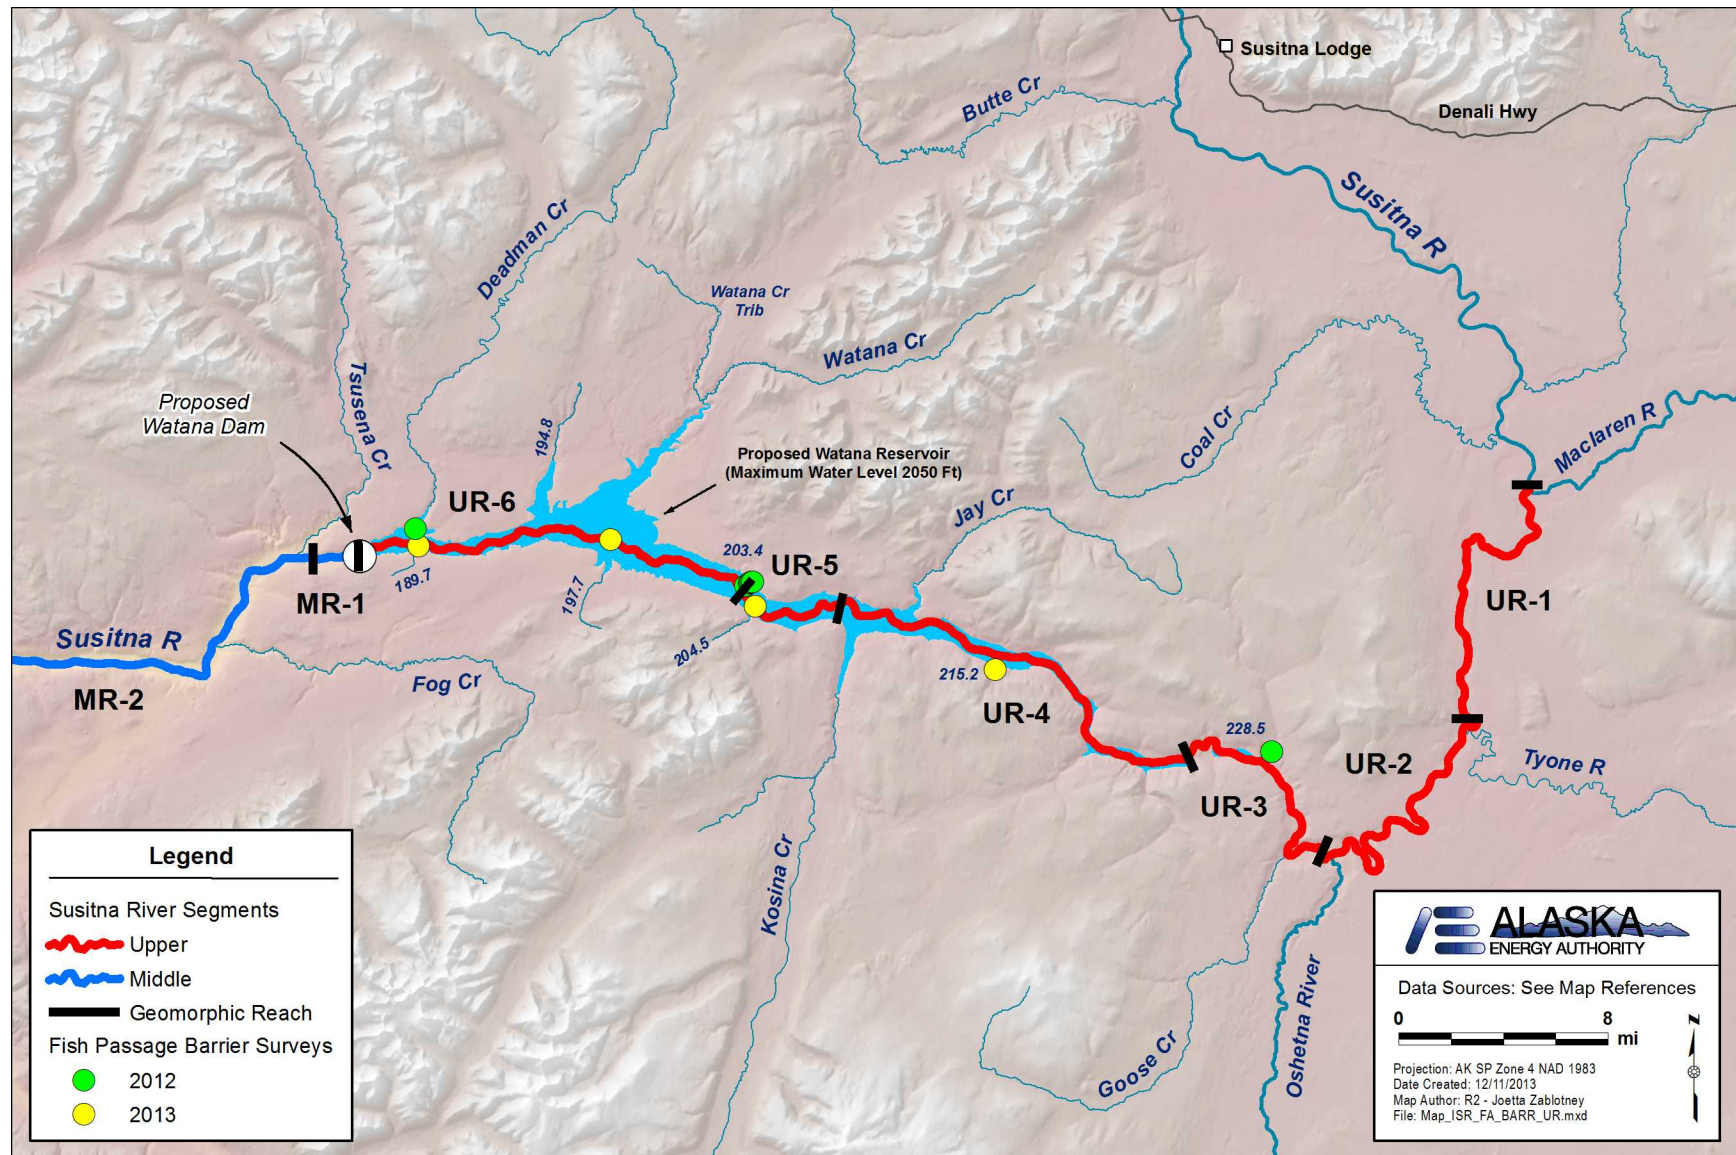 Susitna Lodge
Denali Hwy
Butte Cr
Susitna R
Deadman Cr
Watana Cr
Trib
Watana Cr
Tsusena Cr
Proposed
Watana Dam
194.8
Coal Cr
Maclaren R
Proposed Watana Reservoir
(Maximum Water Level 2050 Ft)
UR-6
Jay Cr
203.4
UR-5
189.7
MR-1
197.7
UR-1
Susitna R
204.5
Fog Cr
MR-2
215.2
UR-4
228.5
UR-2
Tyone R
UR-3
Kosina Cr
Goose Cr
Oshetna River
Legend
Susitna River Segments
Upper
Middle
Geomorphic Reach
Fish Passage Barrier Surveys
2012
2013
ALASKA
ENERGY AUTHORITY
Data Sources: See Map References
0 8
mi
N
Projection: AK SP Zone 4 NAD 1983
Date Created: 12/11/2013
Map Author: R2 - Joetta Zablotney
File: Map_ISR_FA_BARR_UR.mxd